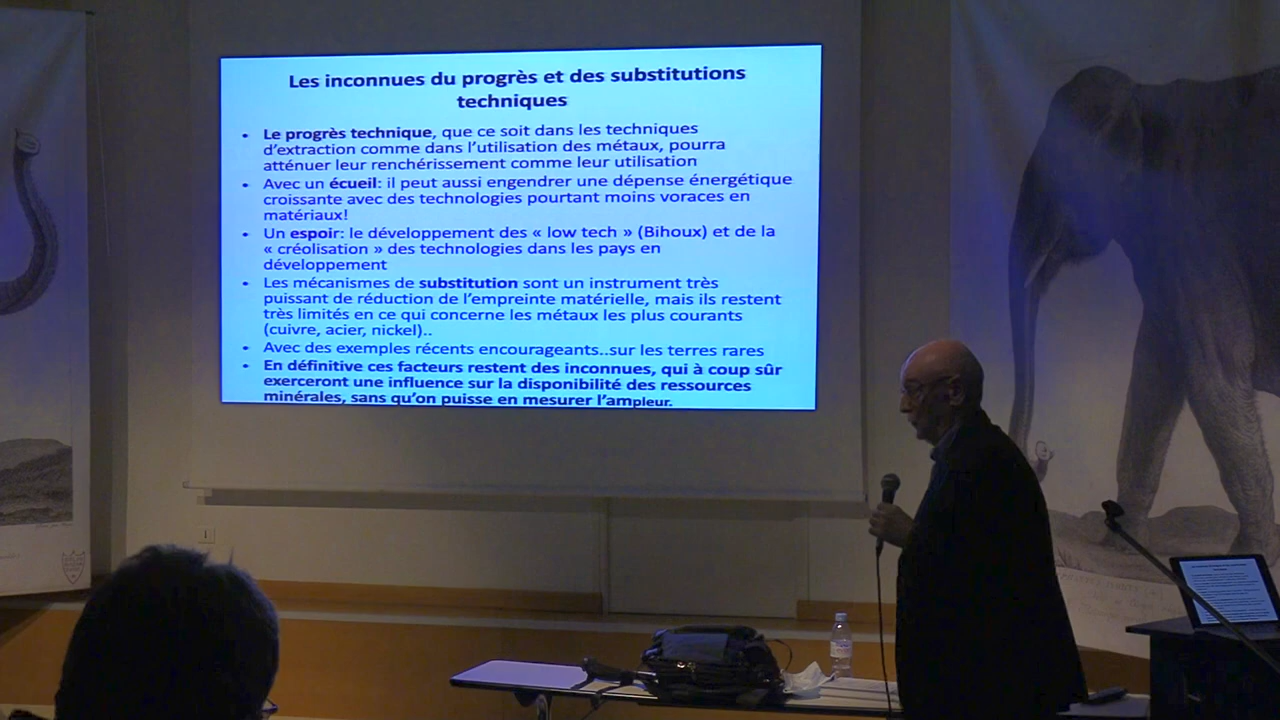 Les inconnues du progrès et des substitutions
techniques
• Le progrès technique, que ce soit dans les techniques
d'extraction comme dans l'utilisation des métaux, pourra
atténuer leur renchérissement comme leur utilisation
• Avec un écueil: il peut aussi engendrer une dépense énergétique
croissante avec des technologies pourtant moins voraces en
matériaux!
• Un espoir: le développement des « low tech » (Bihoux) et de la
« créolisation » des technologies dans les pays en
développement
• Les mécanismes de substitution sont un instrument très
puissant de réduction de l'empreinte matérielle, mais ils restent
très limités en ce qui concerne les métaux les plus courants
(cuivre, acier, nickel)..
• Avec des exemples récents encourageants..sur les terres rares
• En définitive ces facteurs restent des inconnues, qui à coup sûr
exerceront une influence sur la disponibilité des ressources
minérales, sans qu'on puisse en mesurer l'ampleur.